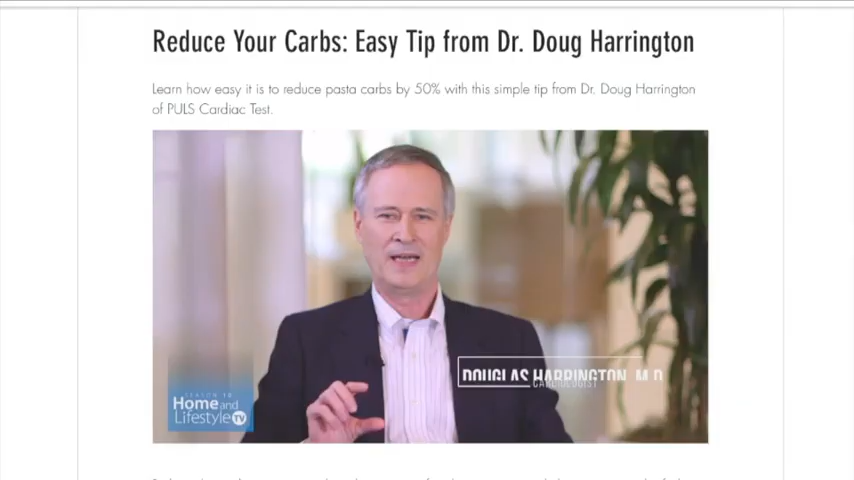 Reduce Your Carbs: Easy Tip from Dr. Doug Harrington
Learn how easy it is to reduce pasta carbs by 50% with this simple tip from Dr. Doug Harrington
of PULS Cardiac Test.
DOUGLAS HARRINGTON, M.D.
CARDIOLOGIST
SEASON 10
Home and
Lifestyle TV